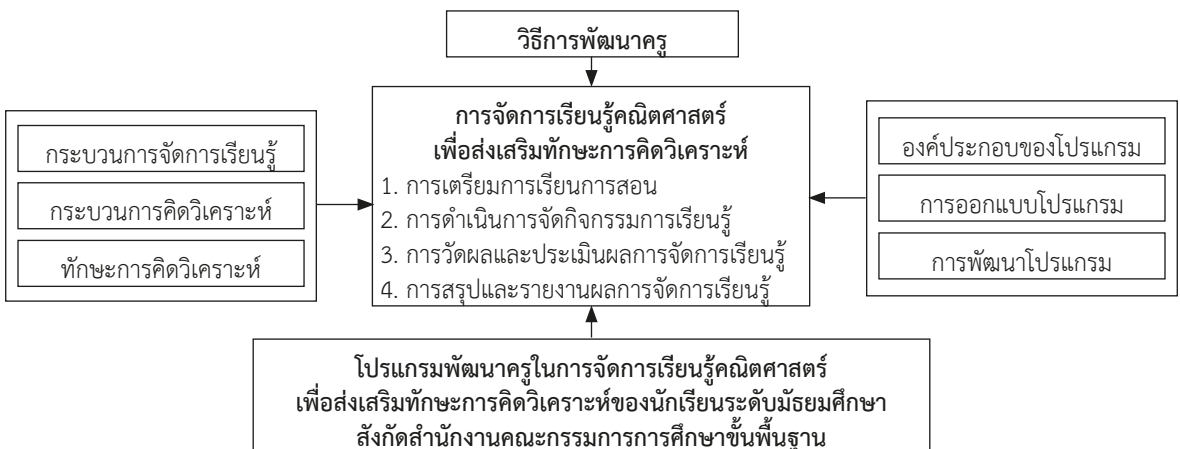 วิธีการพัฒนาครู
กระบวนการจัดการเรียนรู้
กระบวนการคิดวิเคราะห์
ทักษะการคิดวิเคราะห์
การจัดการเรียนรู้คณิตศาสตร์
เพื่อส่งเสริมทักษะการคิดวิเคราะห์
1. การเตรียมการเรียนการสอน
2. การดำเนินการจัดกิจกรรมการเรียนรู้
3. การวัดผลและประเมินผลการจัดการเรียนรู้
4. การสรุปและรายงานผลการจัดการเรียนรู้
องค์ประกอบของโปรแกรม
การออกแบบโปรแกรม
การพัฒนาโปรแกรม
โปรแกรมพัฒนาครูในการจัดการเรียนรู้คณิตศาสตร์
เพื่อส่งเสริมทักษะการคิดวิเคราะห์ของนักเรียนระดับมัธยมศึกษา
สังกัดสำนักงานคณะกรรมการการศึกษาขั้นพื้นฐาน